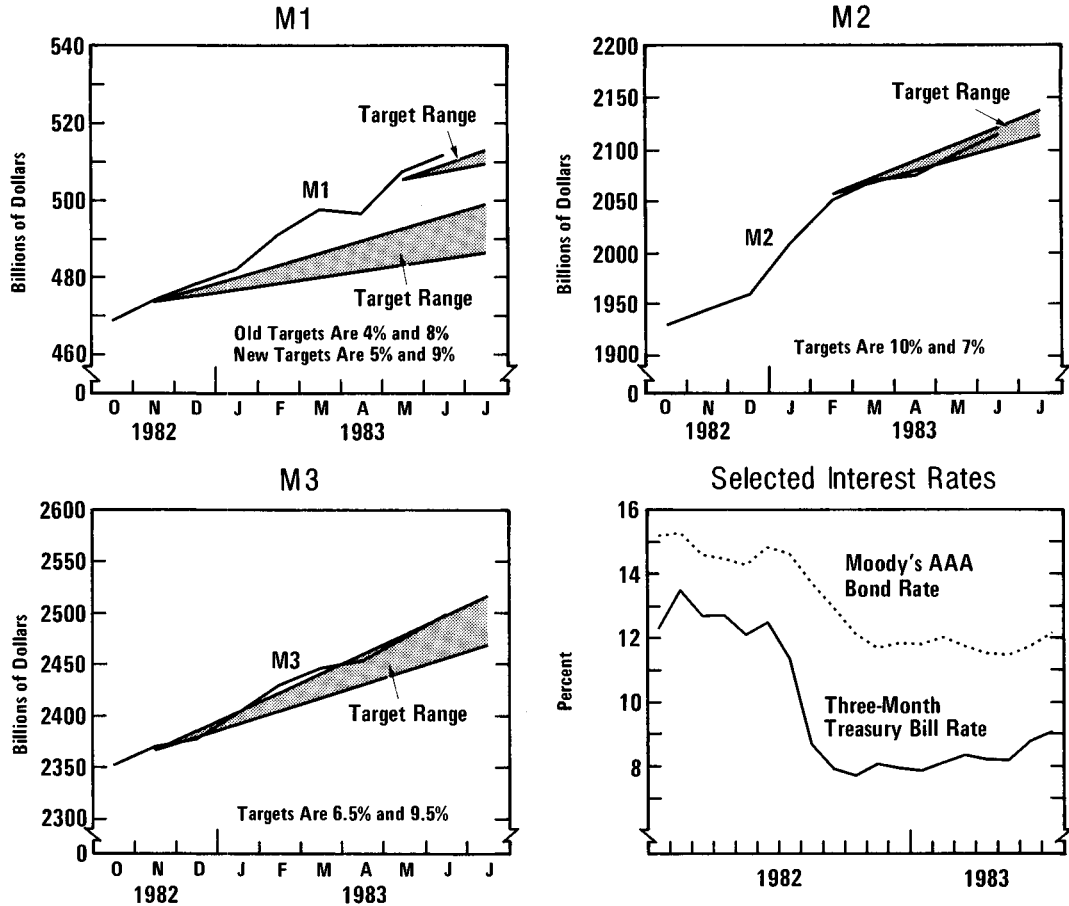 M1
540
520
500
480
460
0
Billions of Dollars
Target Range
M1
Target Range
Old Targets Are 4% and 8%
New Targets Are 5% and 9%
O N D J F M A M J J
1982 1983
M2
2200
2150
2100
2050
2000
1950
1900
0
Billions of Dollars
Target Range
M2
Targets Are 10% and 7%
O N D J F M A M J J
1982 1983
M3
2600
2550
2500
2450
2400
2350
2300
0
Billions of Dollars
M3
Target Range
Targets Are 6.5% and 9.5%
O N D J F M A M J J
1982 1983
Selected Interest Rates
16
14
12
10
8
Percent
Moody's AAA
Bond Rate
Three-Month
Treasury Bill Rate
1982 1983